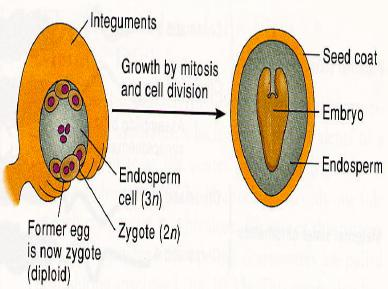 Integuments
Growth by mitosis
and cell division
Seed coat
Embryo
Endosperm
Endosperm
cell (3n)
Zygote (2n)
Former egg
is now zygote
(diploid)